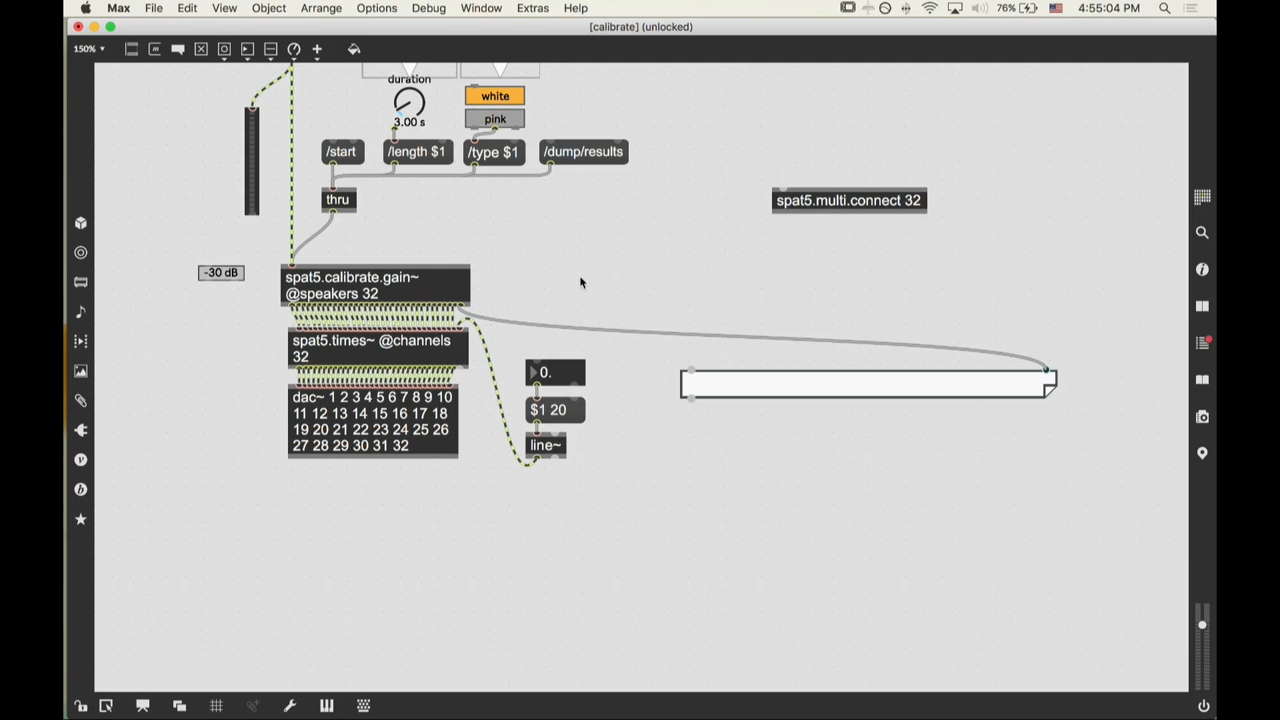 Max File Edit View Object Arrange Options Debug Window Extras Help 76% 4:55:04 PM
[calibrate] (unlocked)
150%
duration
3.00 s
white
pink
/start
/length $1
/type $1
/dump/results
thru
spat5.multi.connect 32
-30 dB
spat5.calibrate.gain~
@speakers 32
spat5.times~ @channels
32
0.
$1 20
line~
dac~ 1 2 3 4 5 6 7 8 9 10
11 12 13 14 15 16 17 18
19 20 21 22 23 24 25 26
27 28 29 30 31 32